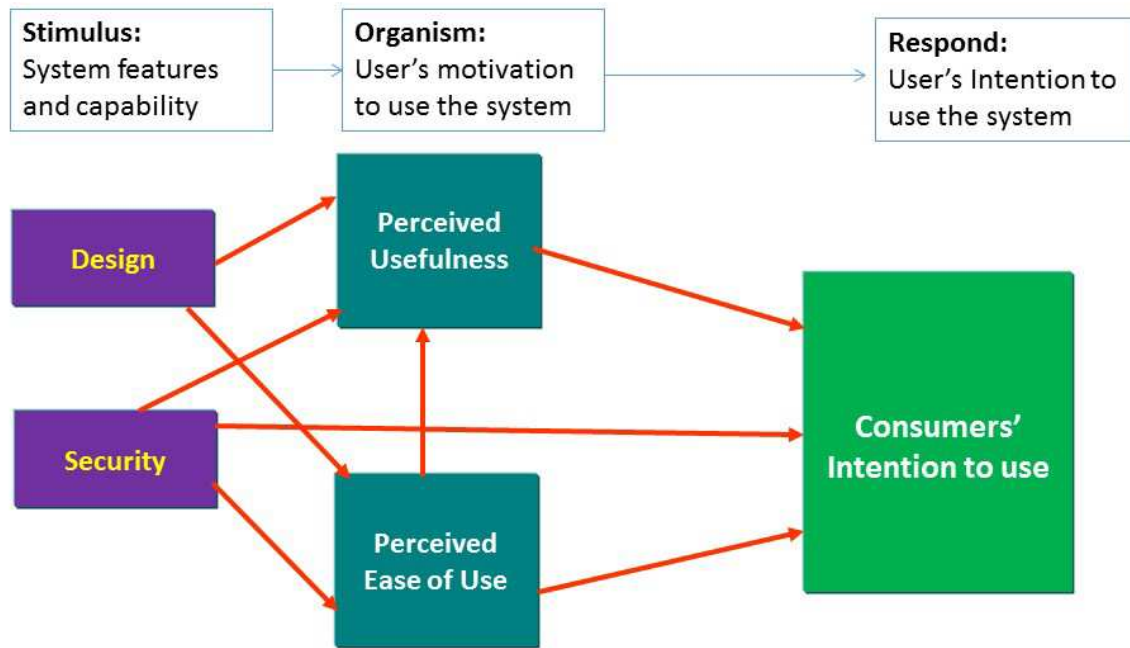 Stimulus:
System features
and capability
Organism:
User's motivation
to use the system
Respond:
User's Intention to
use the system
Design
Security
Perceived
Usefulness
Perceived
Ease of Use
Consumers'
Intention to use